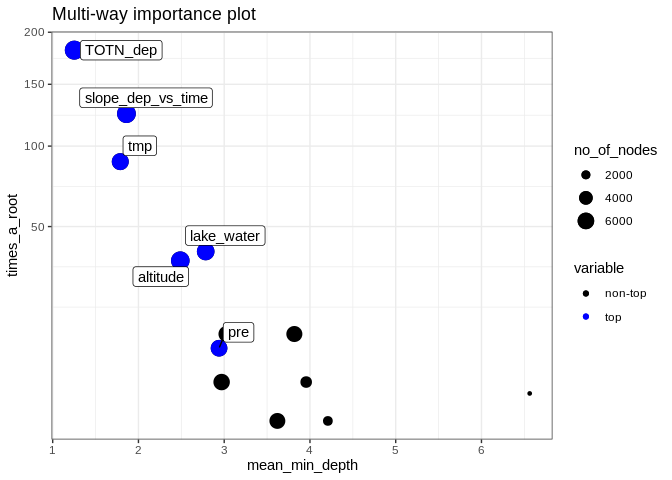 Multi-way importance plot
200
150
100
50
times_a_root
TOTN_dep
slope_dep_vs_time
tmp
lake_water
altitude
pre
1 2 3 4 5 6
mean_min_depth
no_of_nodes
2000
4000
6000
variable
non-top
top